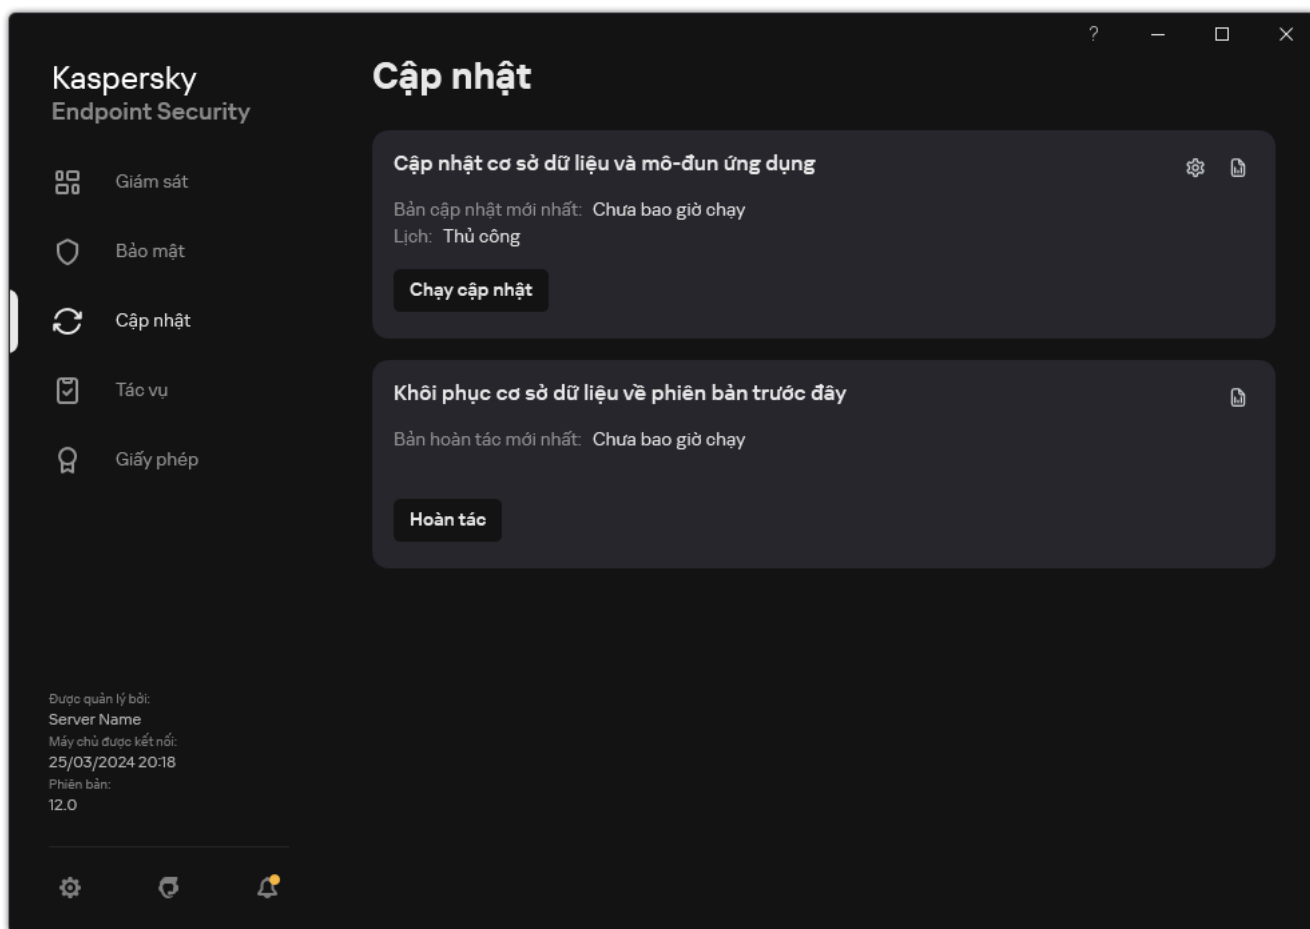 ?
Kaspersky
Endpoint Security
Giám sát
Bảo mật
Cập nhật
Tác vụ
Giấy phép
Được quản lý bởi:
Server Name
Máy chủ được kết nối:
25/03/2024 20:18
Phiên bản:
12.0
Cập nhật
Cập nhật cơ sở dữ liệu và mô-đun ứng dụng
Bản cập nhật mới nhất: Chưa bao giờ chạy
Lịch: Thủ công
Chạy cập nhật
Khôi phục cơ sở dữ liệu về phiên bản trước đây
Bản hoàn tác mới nhất: Chưa bao giờ chạy
Hoàn tác